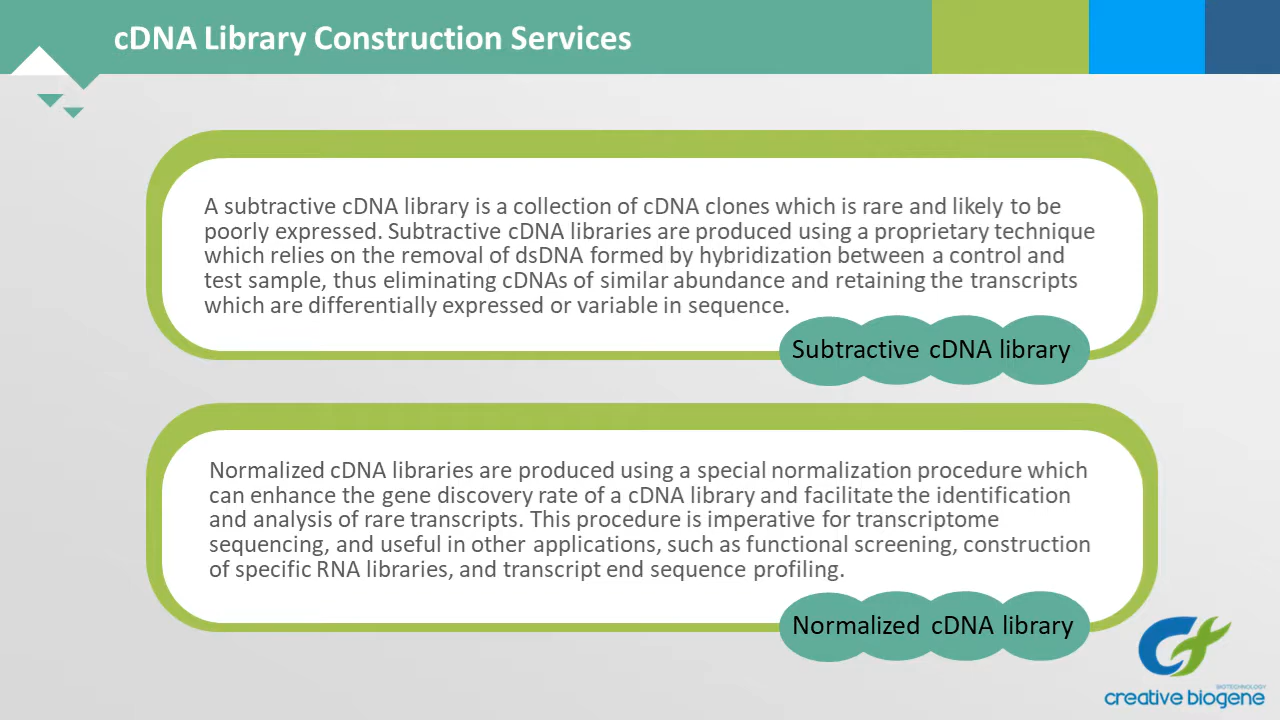 cDNA Library Construction Services
A subtractive cDNA library is a collection of cDNA clones which is rare and likely to be
poorly expressed. Subtractive cDNA libraries are produced using a proprietary technique
which relies on the removal of dsDNA formed by hybridization between a control and
test sample, thus eliminating cDNAs of similar abundance and retaining the transcripts
which are differentially expressed or variable in sequence.
Subtractive cDNA library
Normalized cDNA libraries are produced using a special normalization procedure which
can enhance the gene discovery rate of a cDNA library and facilitate the identification
and analysis of rare transcripts. This procedure is imperative for transcriptome
sequencing, and useful in other applications, such as functional screening, construction
of specific RNA libraries, and transcript end sequence profiling.
Normalized cDNA library
BIOTECHNOLOGY
creative biogene